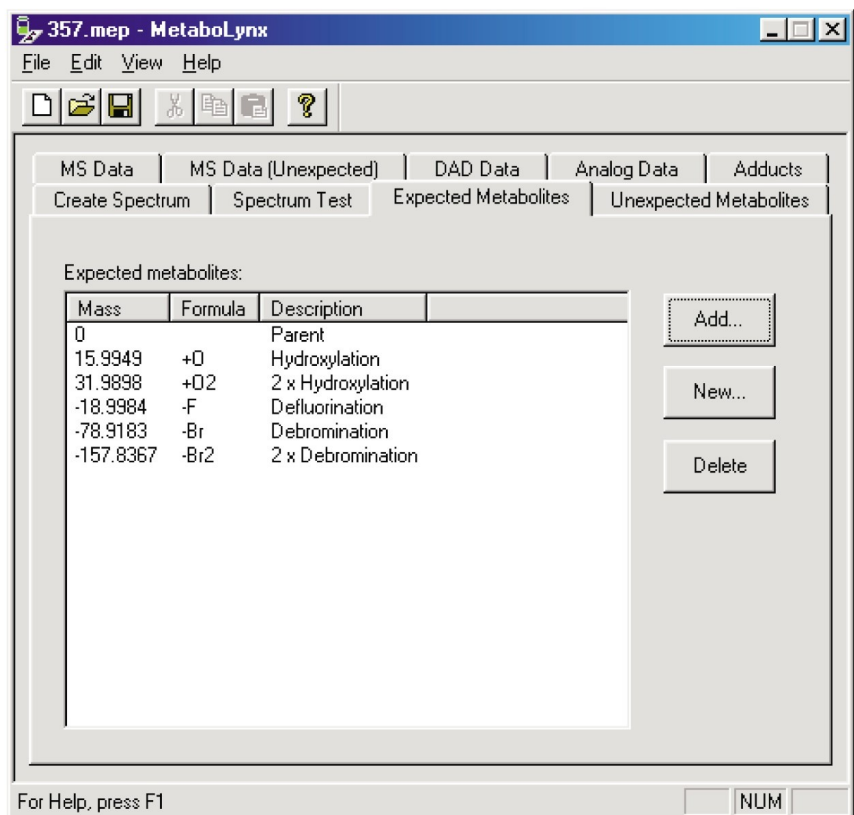 357.mep - MetaboLynx
File Edit View Help
MS Data MS Data (Unexpected) DAD Data Analog Data Adducts
Create Spectrum Spectrum Test Expected Metabolites Unexpected Metabolites
Expected metabolites:
Mass Formula Description
0 Parent
15.9949 +O Hydroxylation
31.9898 +O2 2 x Hydroxylation
-18.9984 -F Defluorination
-78.9183 -Br Debromination
-157.8367 -Br2 2 x Debromination
Add...
New...
Delete
For Help, press F1 NUM